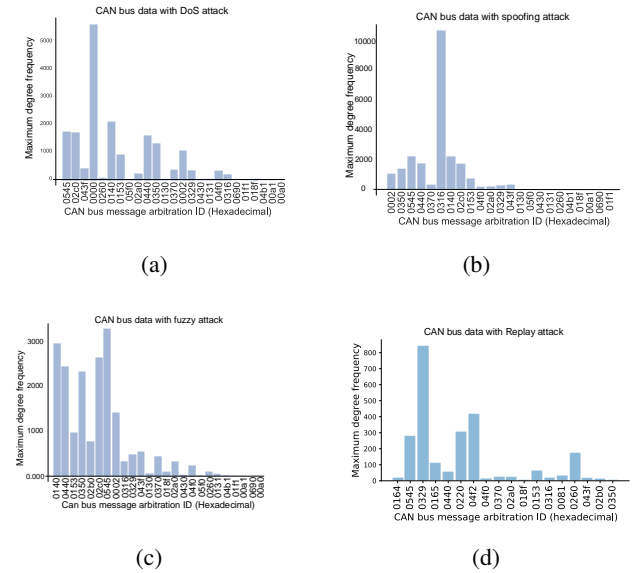 CAN bus data with DoS attack
Maximum degree frequency
5000
4000
3000
2000
1000
0
0545 02c0 043f 0000 0260 0140 0153 05f0 02a0 0440 0350 0130 0370 0002 0329 0430 0131 04f0 0316 0690 01f1 018f 04b1 00a1 00a0
CAN bus message arbitration ID (Hexadecimal)
(a)
CAN bus data with spoofing attack
Maximum degree frequency
10000
8000
6000
4000
2000
0
0002 0350 0545 0440 0370 0316 0140 02c0 0153 04f0 02a0 0329 043f 0130 05f0 0430 0131 0260 04b1 018f 00a1 0690 01f1
CAN bus message arbitration ID (Hexadecimal)
(b)
CAN bus data with fuzzy attack
Maximum degree frequency
3000
2000
1000
0.000
0140 0440 0153 0350 02b0 02c0 0545 0002 0316 0329 043f 0130 0370 018f 02a0 0430 04f0 05f0 0260 0131 04b1 01f1 00a1 0690 00a0
Can bus message arbitration ID (Hexadecimal)
(c)
CAN bus data with Replay attack
Maximum degree frequency
800
700
600
500
400
300
200
100
0
0164 0545 0329 0165 0440 0220 04f2 04f0 0370 02a0 018f 0153 0316 0081 0260 043f 02b0 0350
CAN bus message arbitration ID (hexadecimal)
(d)